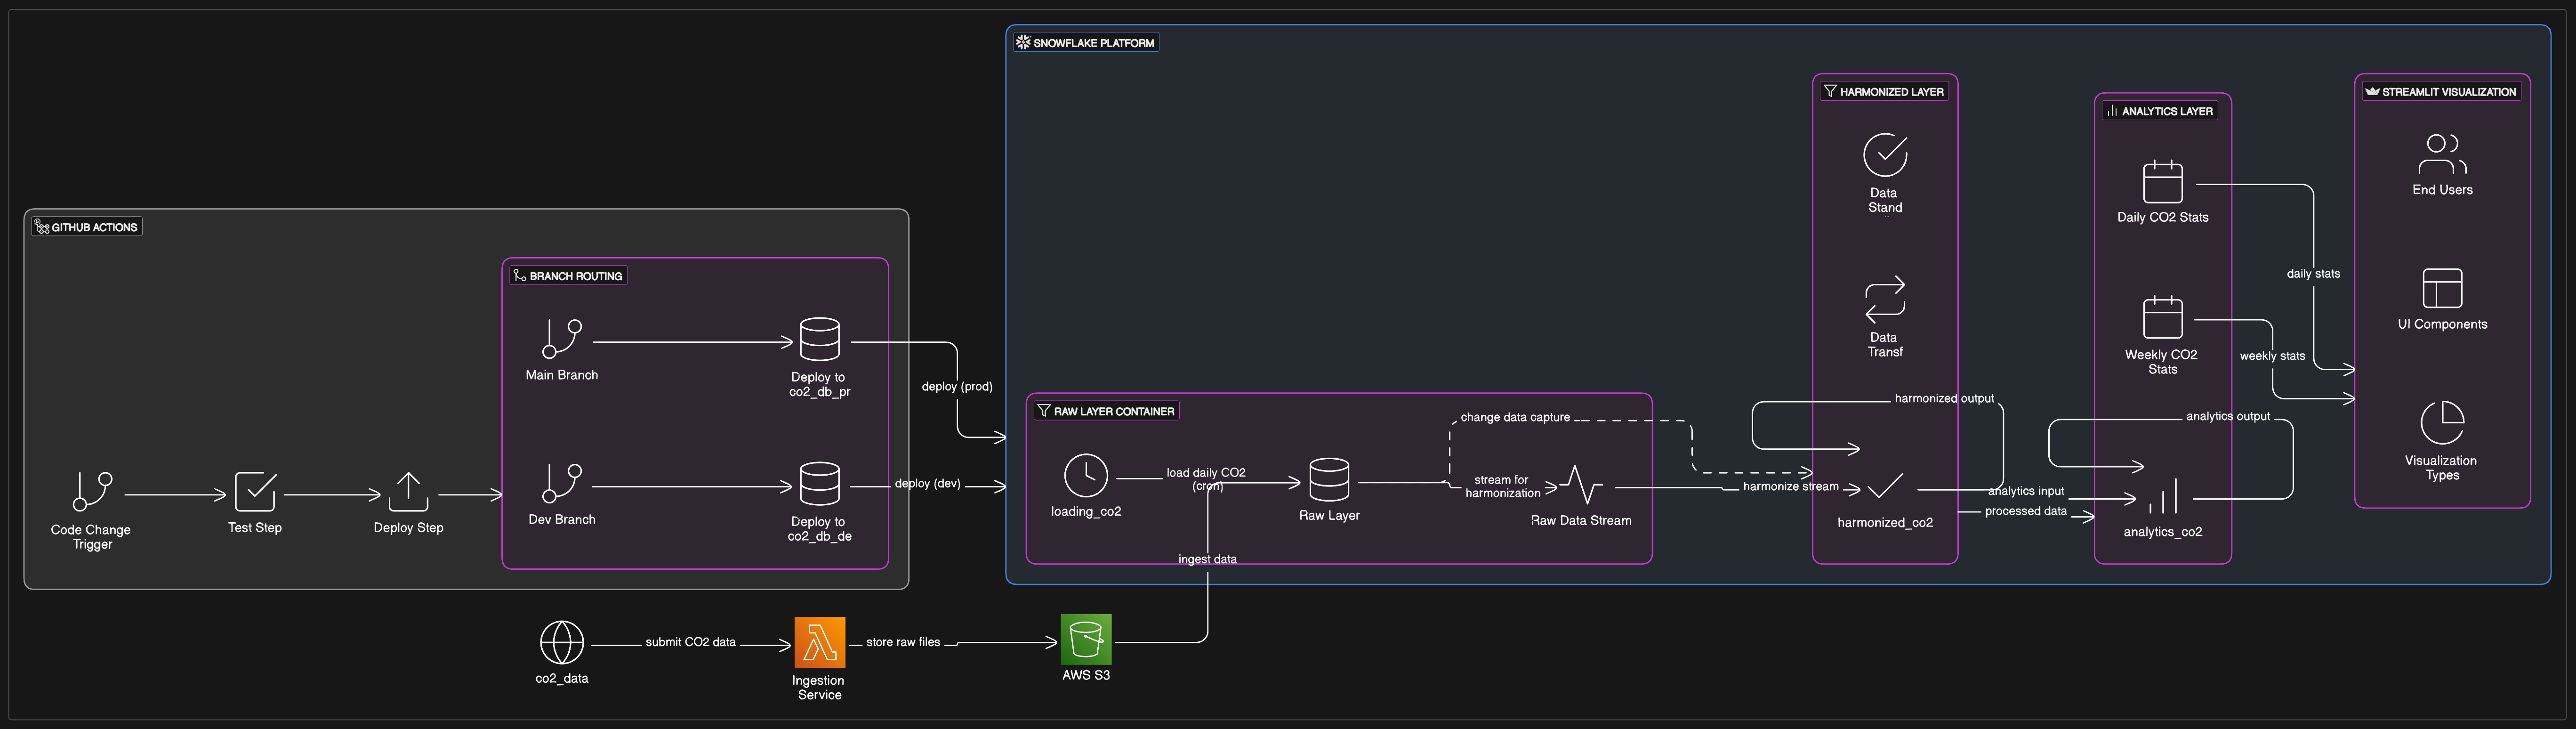 SNOWFLAKE PLATFORM
HARMONIZED LAYER
ANALYTICS LAYER
STREAMLIT VISUALIZATION
Data
Stand
Data
Transf
harmonized output
harmonized_co2
Daily CO2 Stats
Weekly CO2
Stats
daily stats
weekly stats
analytics output
analytics input
processed data
analytics_co2
End Users
UI Components
Visualization
Types
GITHUB ACTIONS
BRANCH ROUTING
Main Branch
Deploy to
co2_db_pr
deploy (prod)
Dev Branch
Deploy to
co2_db_de
deploy (dev)
Code Change
Trigger
Test Step
Deploy Step
RAW LAYER CONTAINER
loading_co2
load daily CO2
(cron)
Raw Layer
change data capture
stream for
harmonization
Raw Data Stream
harmonize stream
ingest data
co2_data
submit CO2 data
Ingestion
Service
store raw files
AWS S3